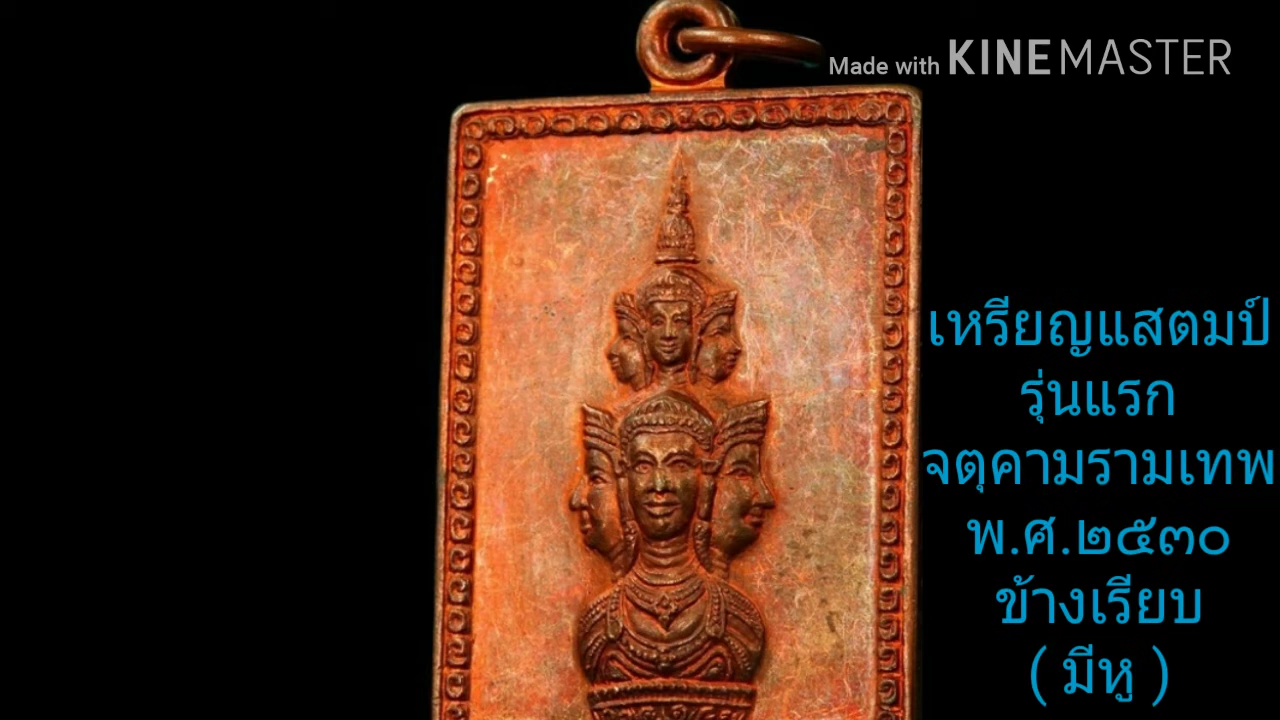 Made with KINEMASTER
เหรียญแสตมป์
รุ่นแรก
จตุคามรามเทพ
พ.ศ.๒๕๓๐
ข้างเรียบ
( มีหู )